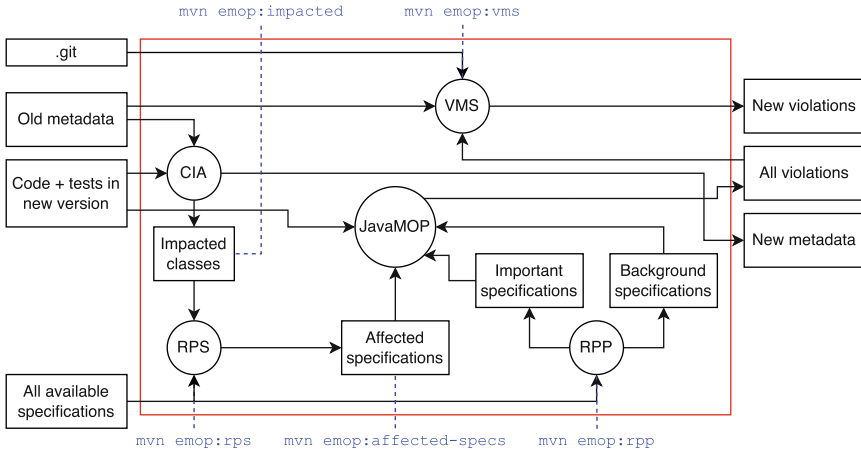 mvn emop:impacted
mvn emop:vms
.git
Old metadata
VMS
New violations
CIA
Code + tests in
new version
All violations
JavaMOP
Impacted
classes
New metadata
Important
specifications
Background
specifications
RPS
Affected
specifications
RPP
All available
specifications
mvn emop:rps
mvn emop:affected-specs
mvn emop:rpp